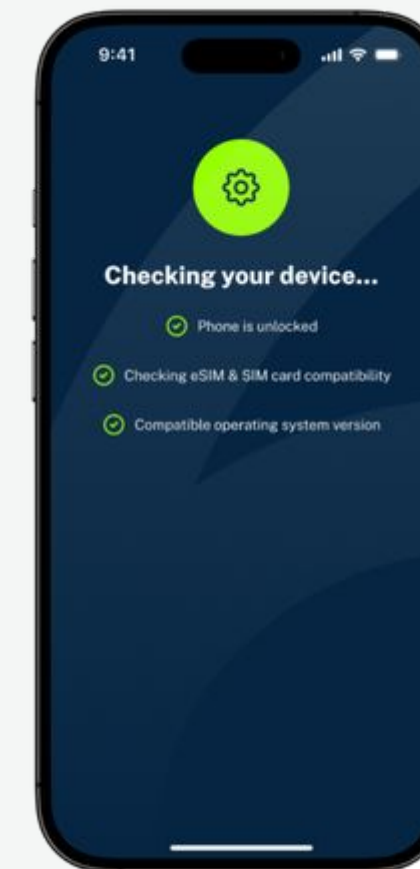 9:41
Checking your device...
Phone is unlocked
Checking eSIM & SIM card compatibility
Compatible operating system version